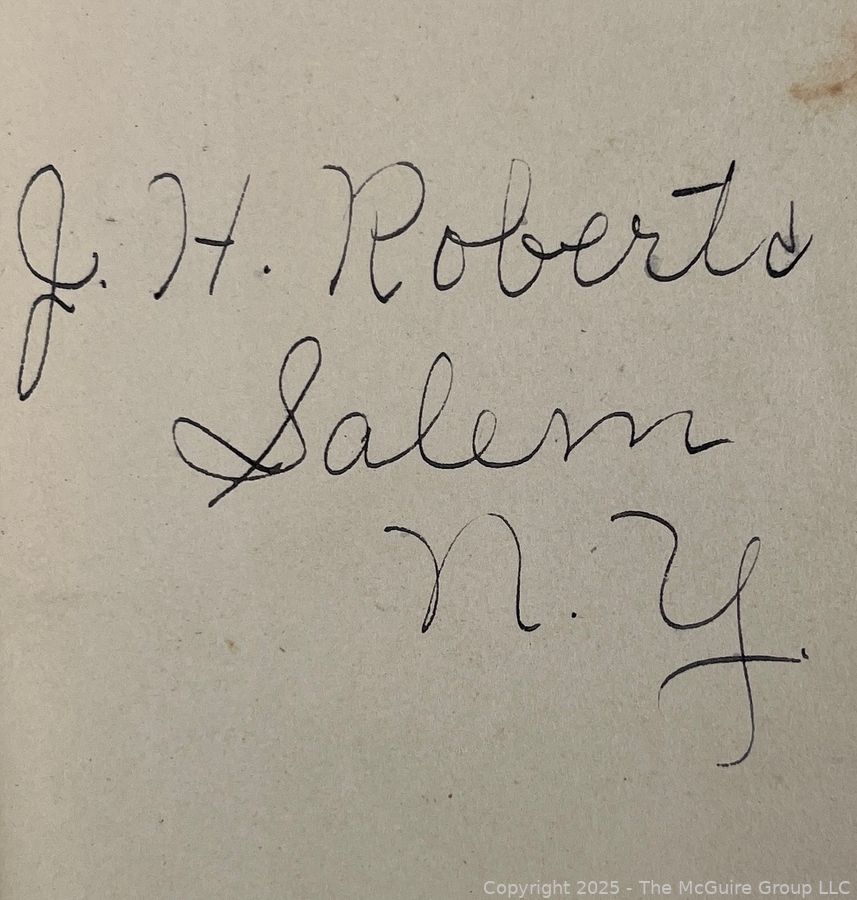 J. H. Roberts
Salem
N. Y.
Copyright 2025 - The McGuire Group LLC